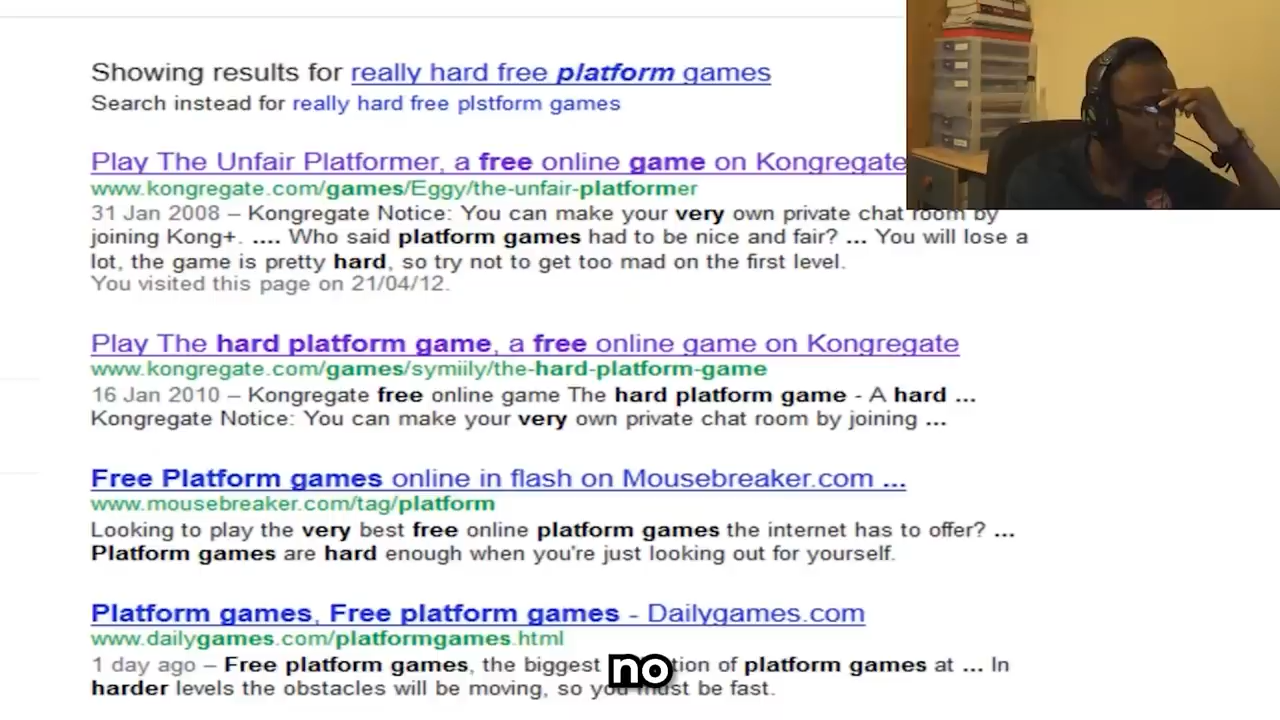 Showing results for really hard free platform games
Search instead for really hard free plstform games
Play The Unfair Platformer, a free online game on Kongregate
www.kongregate.com/games/Eggy/the-unfair-platformer
31 Jan 2008 – Kongregate Notice: You can make your very own private chat room by
joining Kong+. .... Who said platform games had to be nice and fair? ... You will lose a
lot, the game is pretty hard, so try not to get too mad on the first level.
You visited this page on 21/04/12.
Play The hard platform game, a free online game on Kongregate
www.kongregate.com/games/symiily/the-hard-platform-game
16 Jan 2010 – Kongregate free online game The hard platform game - A hard ...
Kongregate Notice: You can make your very own private chat room by joining ...
Free Platform games online in flash on Mousebreaker.com ...
www.mousebreaker.com/tag/platform
Looking to play the very best free online platform games the internet has to offer? ...
Platform games are hard enough when you're just looking out for yourself.
Platform games, Free platform games - Dailygames.com
www.dailygames.com/platformgames.html
1 day ago – Free platform games, the biggest tion of platform games at ... In
harder levels the obstacles will be moving, so you must be fast.
no